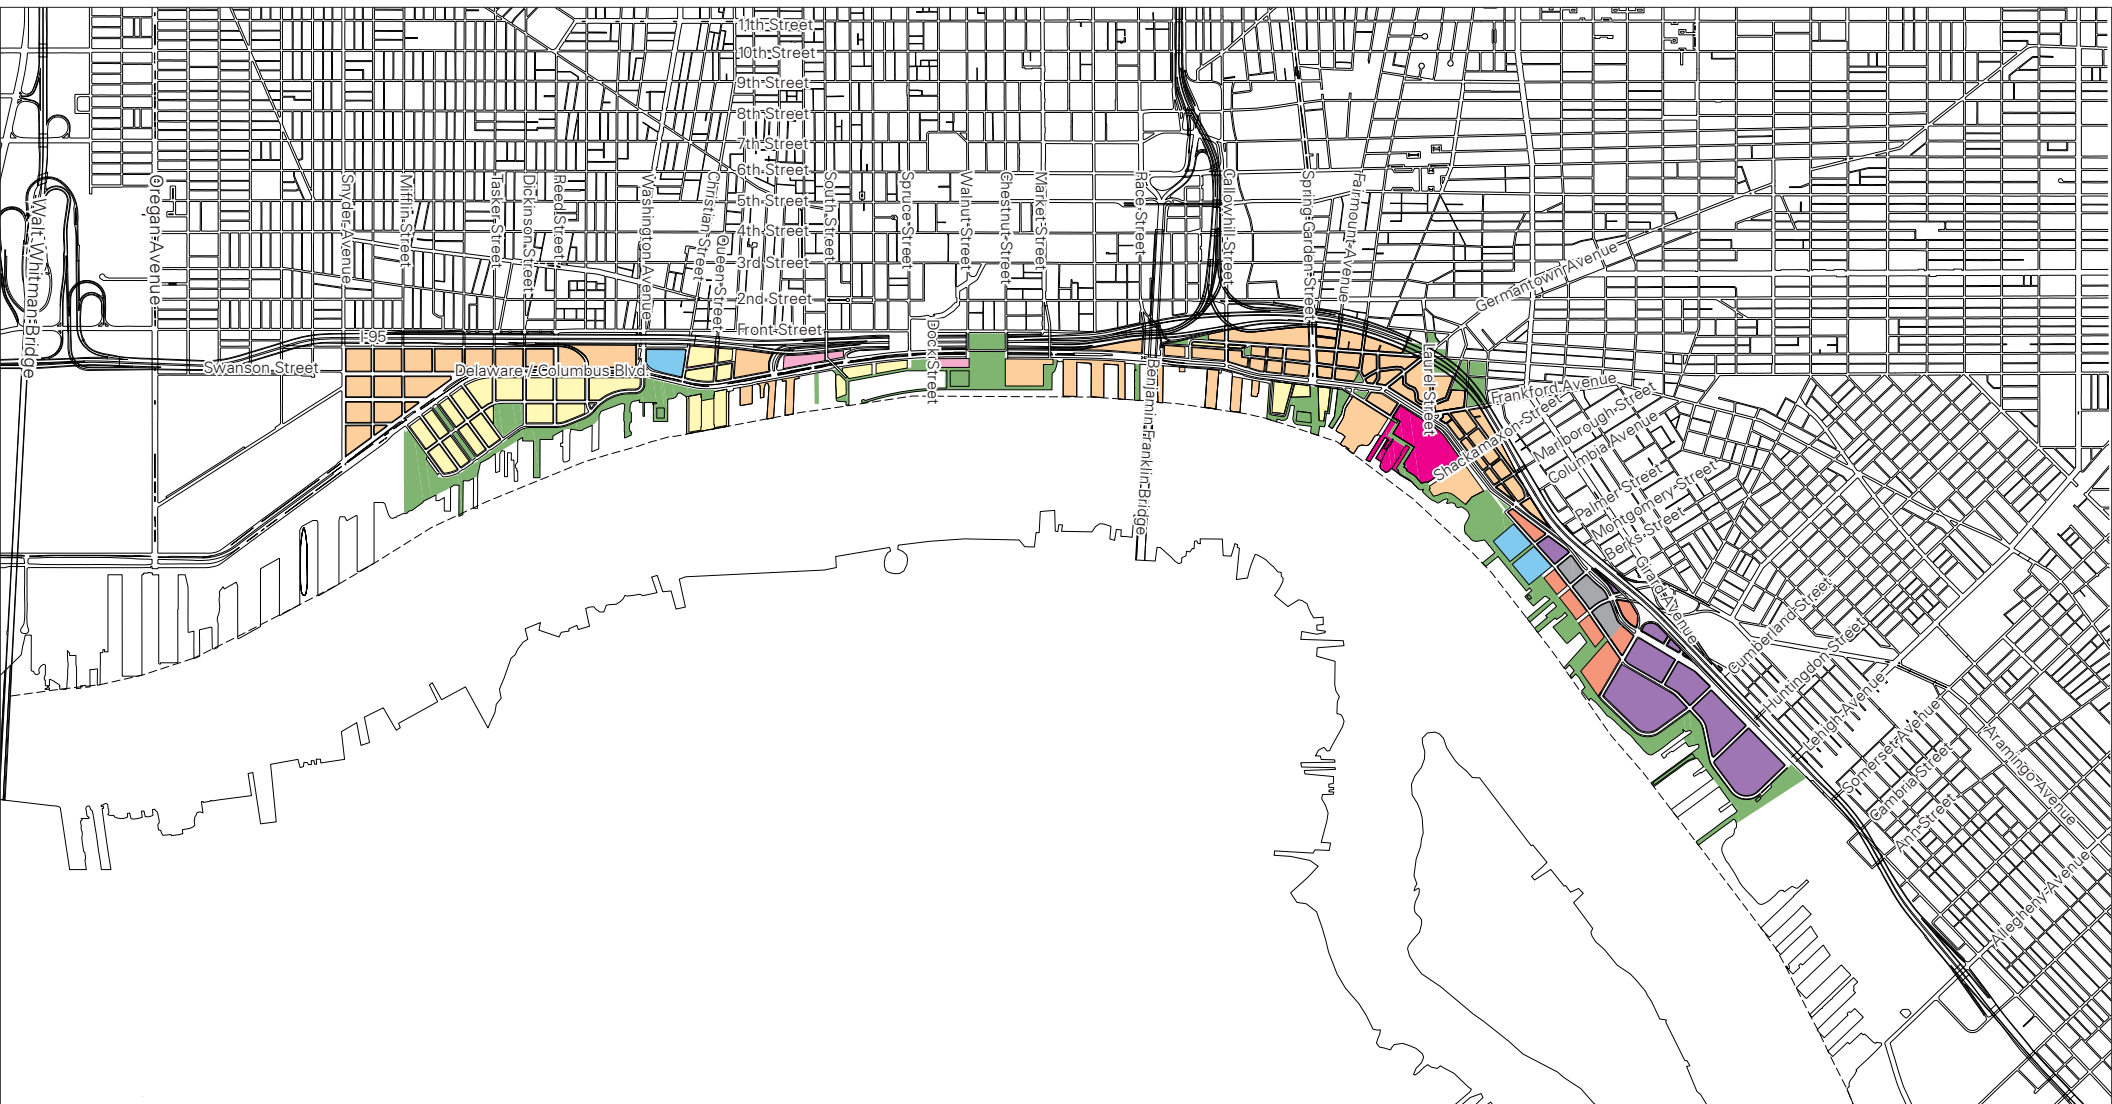 11th Street
10th Street
9th Street
8th Street
7th Street
6th Street
5th Street
4th Street
3rd Street
2nd Street
Front Street
Walt Whitman Bridge
Oregan Avenue
Snyder Avenue
Mifflin Street
Tasker Street
Dickinson Street
Reed Street
Washington Avenue
Christian Street
Queen Street
South Street
Spruce Street
Walnut Street
Chestnut Street
Market Street
Race Street
Callowhill Street
Spring Garden Street
Fairmount Avenue
Germantown Avenue
I-95
Swanson Street
Delaware / Columbus Blvd.
Dock Street
Benjamin Franklin Bridge
Laurel Street
Frankford Avenue
Shackamaxon Street
Marlborough Street
Columbia Avenue
Palmer Street
Montgomery Street
Berks Street
Girard Avenue
Cumberland Street
Huntingdon Street
Lehigh Avenue
Somerset Avenue
Cambria Street
Ann Street
Aramingo Avenue
Allegheny Avenue